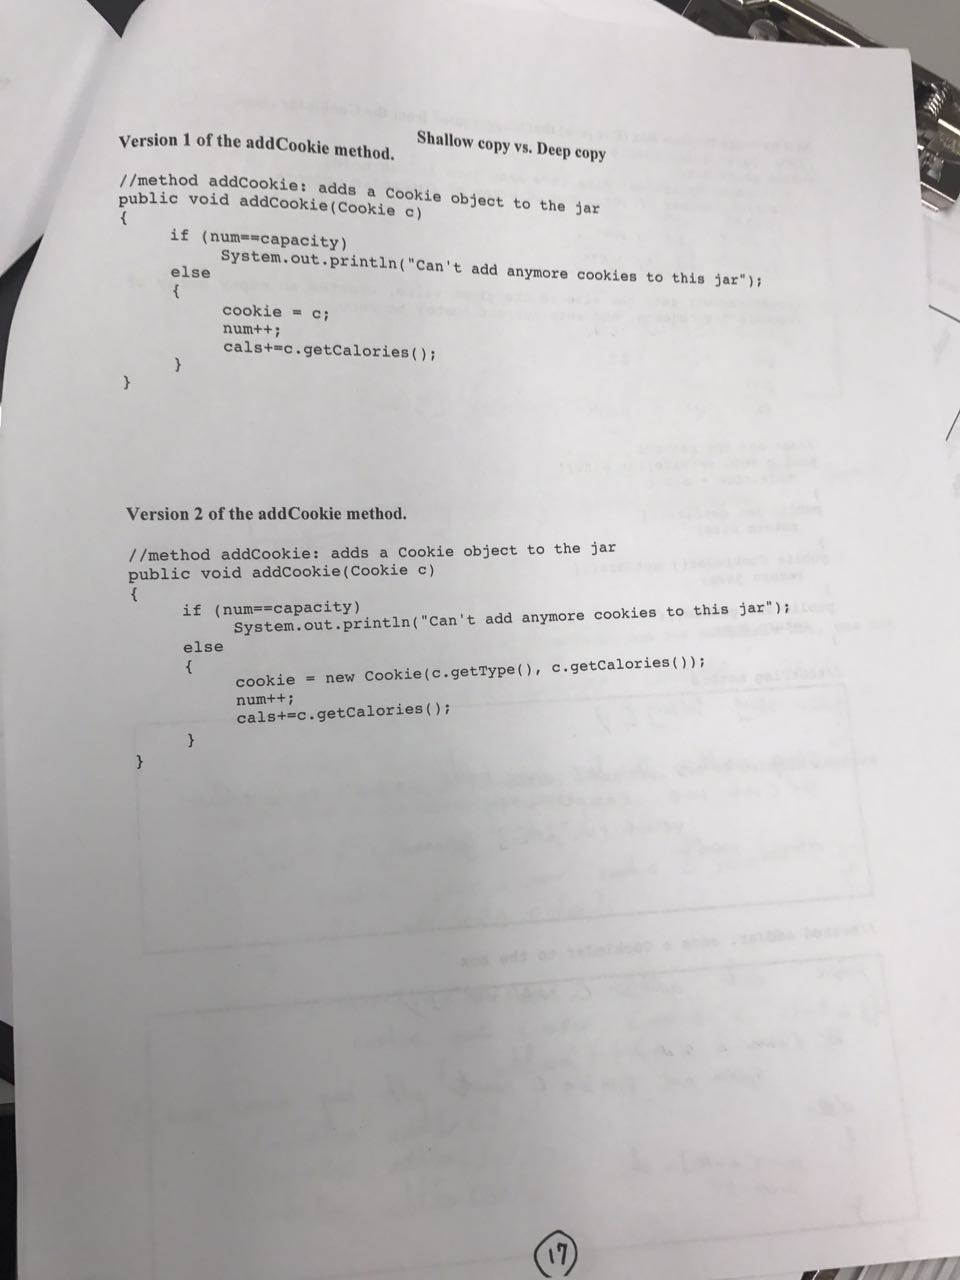 Shallow copy vs. Deep copy
Version 1 of the addCookie method.
//method addCookie: adds a Cookie object to the jar
public void addCookie(Cookie c)
{
if (num==capacity)
System.out.println("Can't add anymore cookies to this jar");
else
{
cookie = c;
num++;
cals+=c.getCalories();
}
}
Version 2 of the addCookie method.
//method addCookie: adds a Cookie object to the jar
public void addCookie(Cookie c)
{
if (num==capacity)
System.out.println("Can't add anymore cookies to this jar");
else
{
cookie = new Cookie(c.getType(), c.getCalories());
num++;
cals+=c.getCalories();
}
}
17